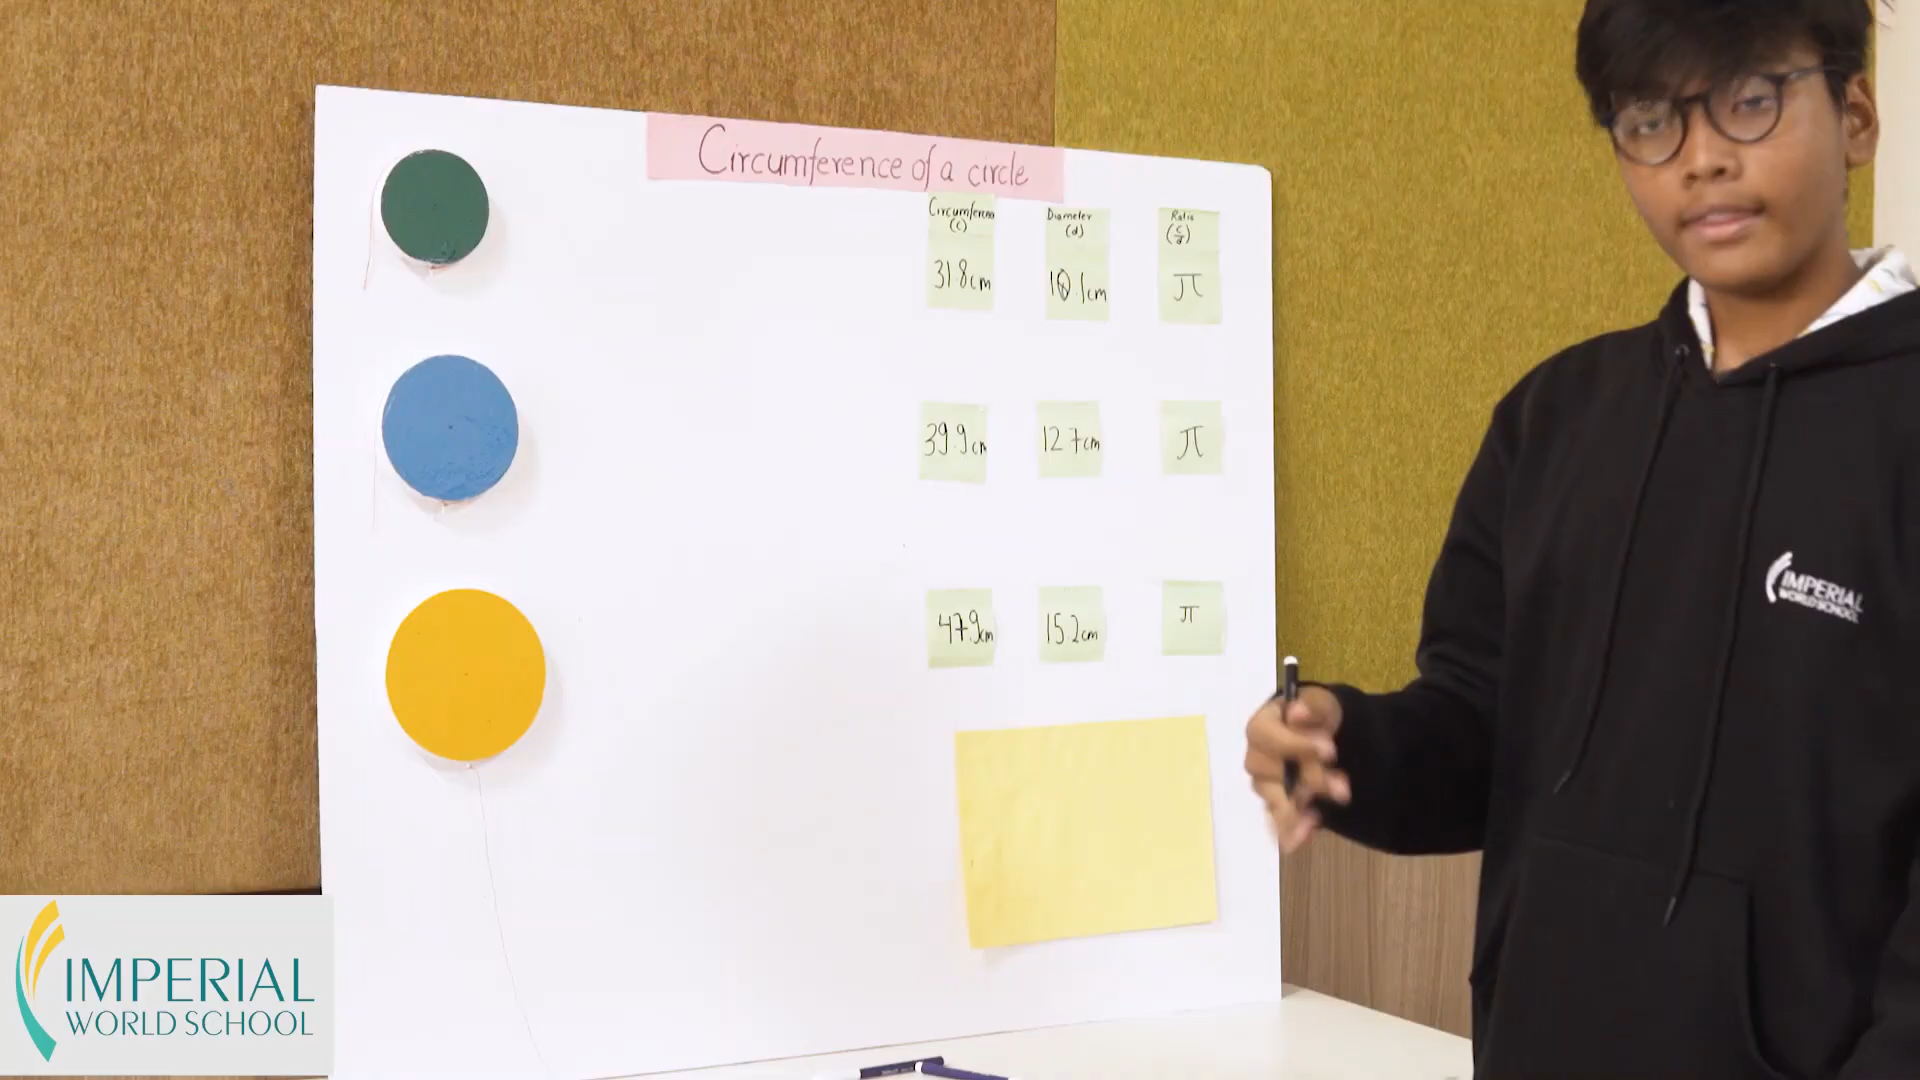 Circumference of a circle
Circumference
(c)
Diameter
(d)
Ratio
(c/d)
31.8cm
10.1cm
π
39.9cm
12.7cm
π
47.9cm
15.2cm
π
IMPERIAL
WORLD SCHOOL
IMPERIAL
WORLD SCHOOL